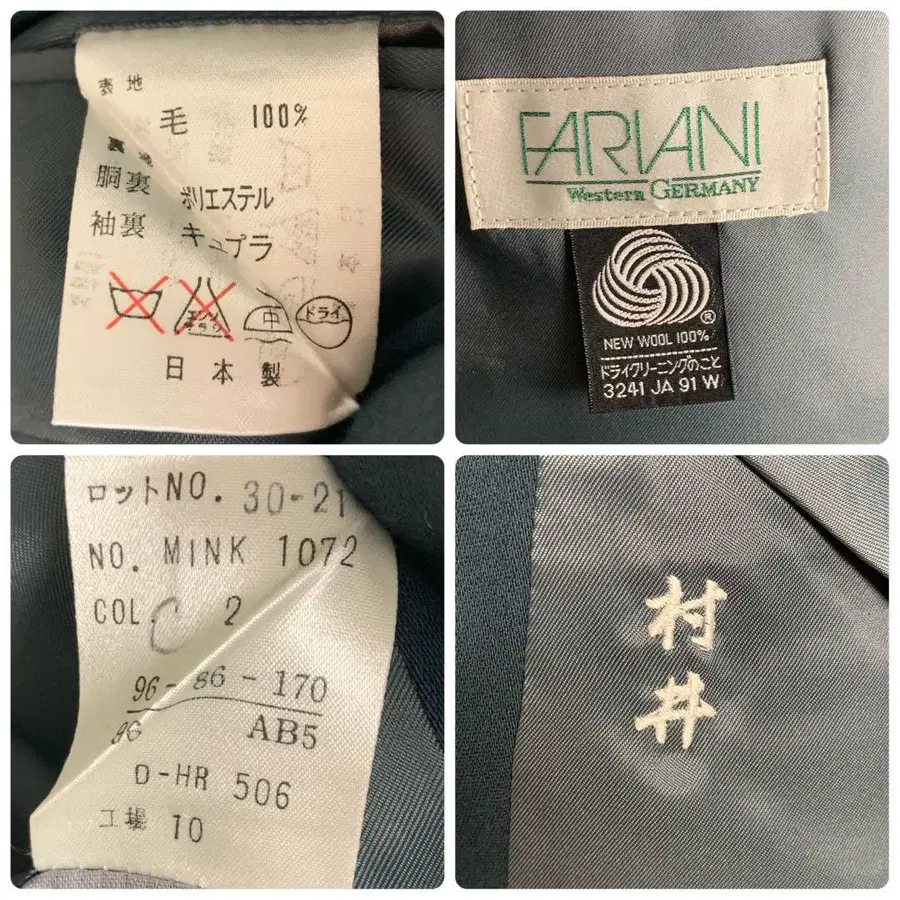 表地
毛 100%
胴裏 ポリエステル
袖裏 キュプラ
中
ドライ
日本製
FARIANI
Western GERMANY
®
NEW WOOL 100%
ドライクリーニングのこと
3241 JA 91 W
ロットNO. 30-21
NO. MINK 1072
COL. C 2
96-86-170
96 AB5
D-HR 506
工場 10
村井